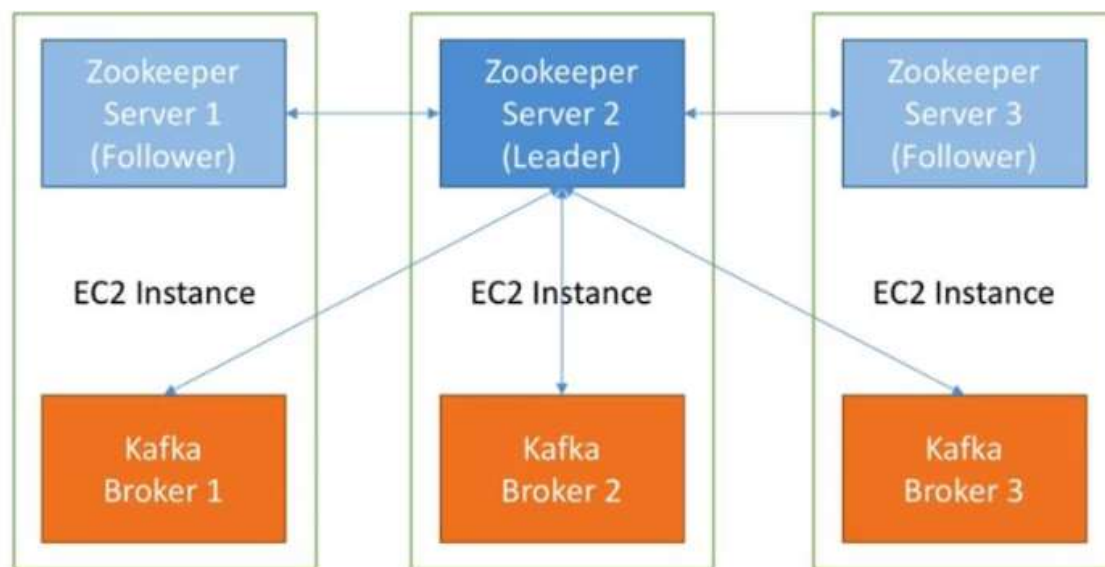 Zookeeper
Server 1
(Follower)
Zookeeper
Server 2
(Leader)
Zookeeper
Server 3
(Follower)
EC2 Instance
EC2 Instance
EC2 Instance
Kafka
Broker 1
Kafka
Broker 2
Kafka
Broker 3